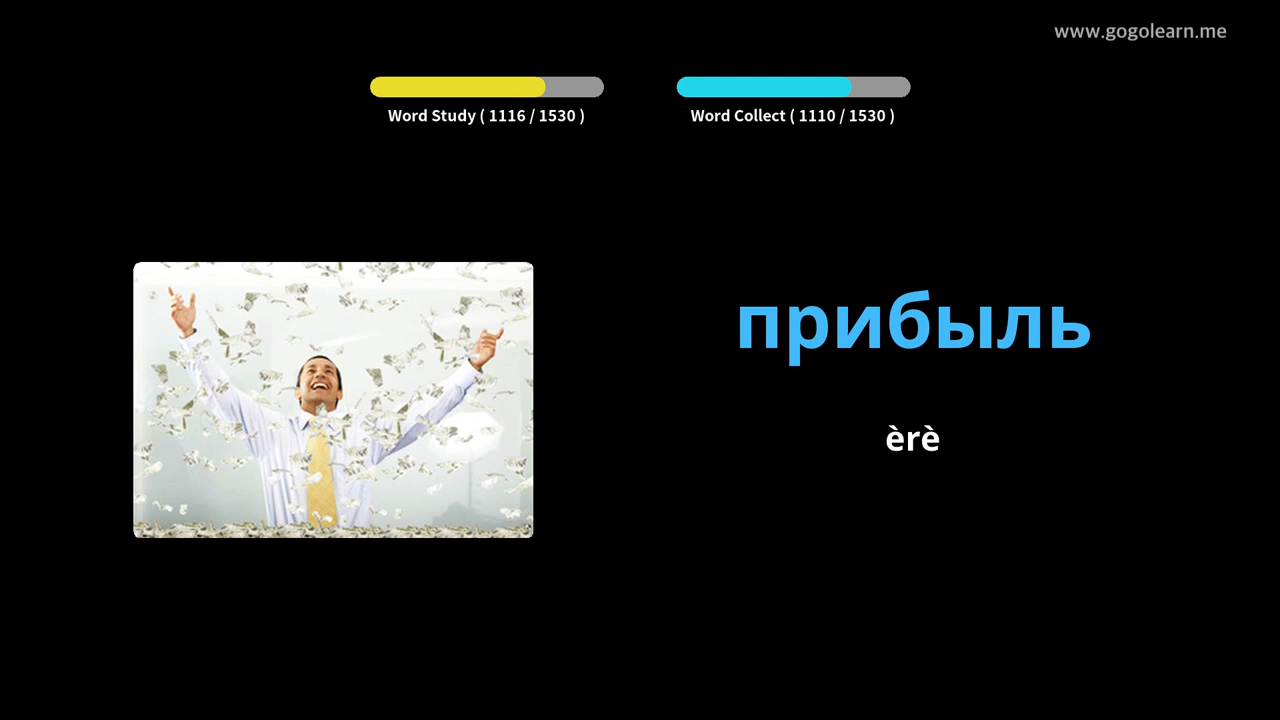 www.gogolearn.me
Word Study ( 1116 / 1530 )
Word Collect ( 1110 / 1530 )
прибыль
èrè